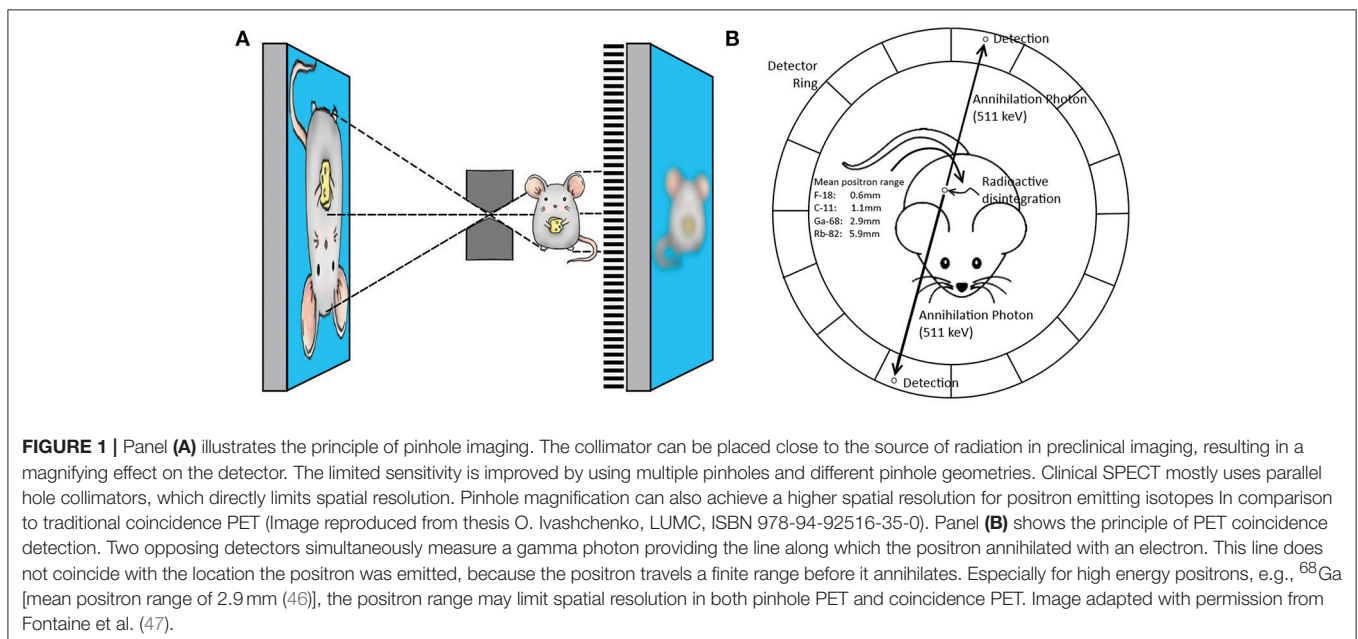 A
B
Detection
Detector
Ring
Annihilation Photon
(511 keV)
Mean positron range
F-18: 0.6mm
C-11: 1.1mm
Ga-68: 2.9mm
Rb-82: 5.9mm
Radioactive
disintegration
Annihilation Photon
(511 keV)
Detection
FIGURE 1 | Panel (A) illustrates the principle of pinhole imaging. The collimator can be placed close to the source of radiation in preclinical imaging, resulting in a
magnifying effect on the detector. The limited sensitivity is improved by using multiple pinholes and different pinhole geometries. Clinical SPECT mostly uses parallel
hole collimators, which directly limits spatial resolution. Pinhole magnification can also achieve a higher spatial resolution for positron emitting isotopes In comparison
to traditional coincidence PET (Image reproduced from thesis O. Ivashchenko, LUMC, ISBN 978-94-92516-35-0). Panel (B) shows the principle of PET coincidence
detection. Two opposing detectors simultaneously measure a gamma photon providing the line along which the positron annihilated with an electron. This line does
not coincide with the location the positron was emitted, because the positron travels a finite range before it annihilates. Especially for high energy positrons, e.g., ⁶⁸Ga
[mean positron range of 2.9 mm (46)], the positron range may limit spatial resolution in both pinhole PET and coincidence PET. Image adapted with permission from
Fontaine et al. (47).